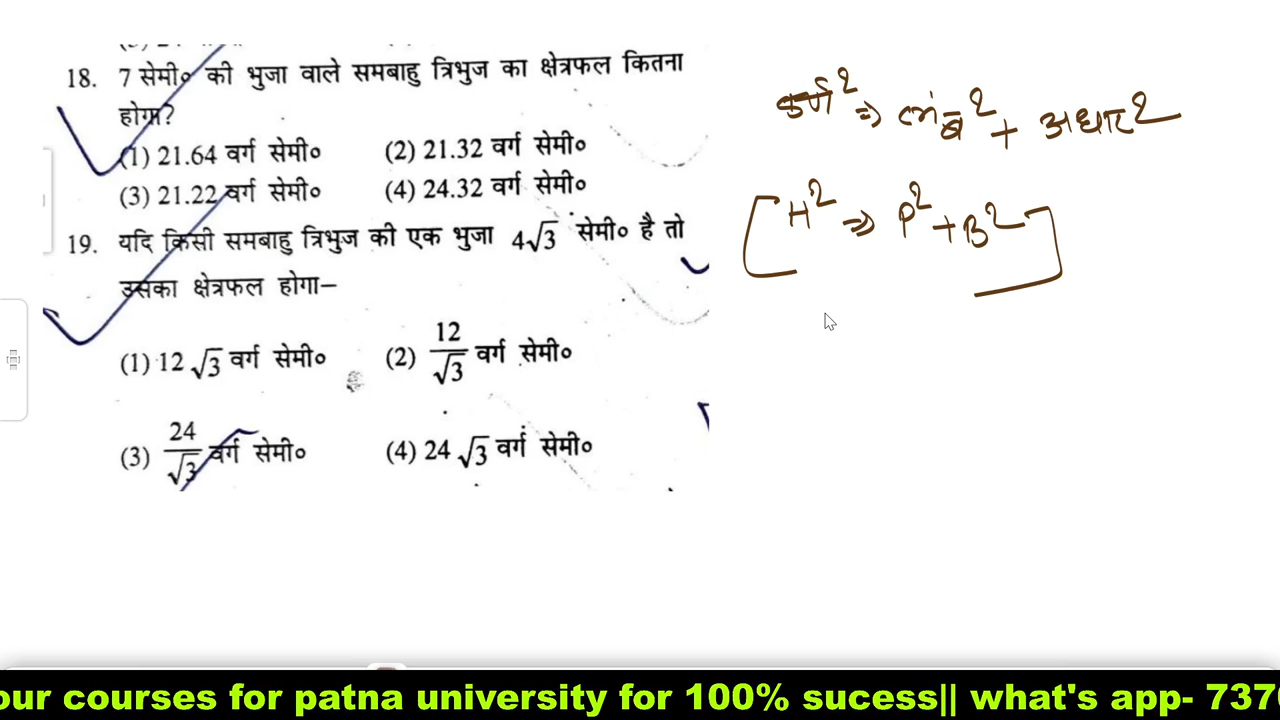 18. 7 सेमी० की भुजा वाले समबाहु त्रिभुज का क्षेत्रफल कितना
होगा?
(1) 21.64 वर्ग सेमी० (2) 21.32 वर्ग सेमी०
(3) 21.22 वर्ग सेमी० (4) 24.32 वर्ग सेमी०
19. यदि किसी समबाहु त्रिभुज की एक भुजा 4√3 सेमी० है तो
उसका क्षेत्रफल होगा–
(1) 12 √3 वर्ग सेमी० (2) 12/√3 वर्ग सेमी०
(3) 24/√3 वर्ग सेमी० (4) 24 √3 वर्ग सेमी०
कर्ण² ⇒ लंब² + अधार²
[H² ⇒ P² + B²]
our courses for patna university for 100% sucess|| what's app- 737